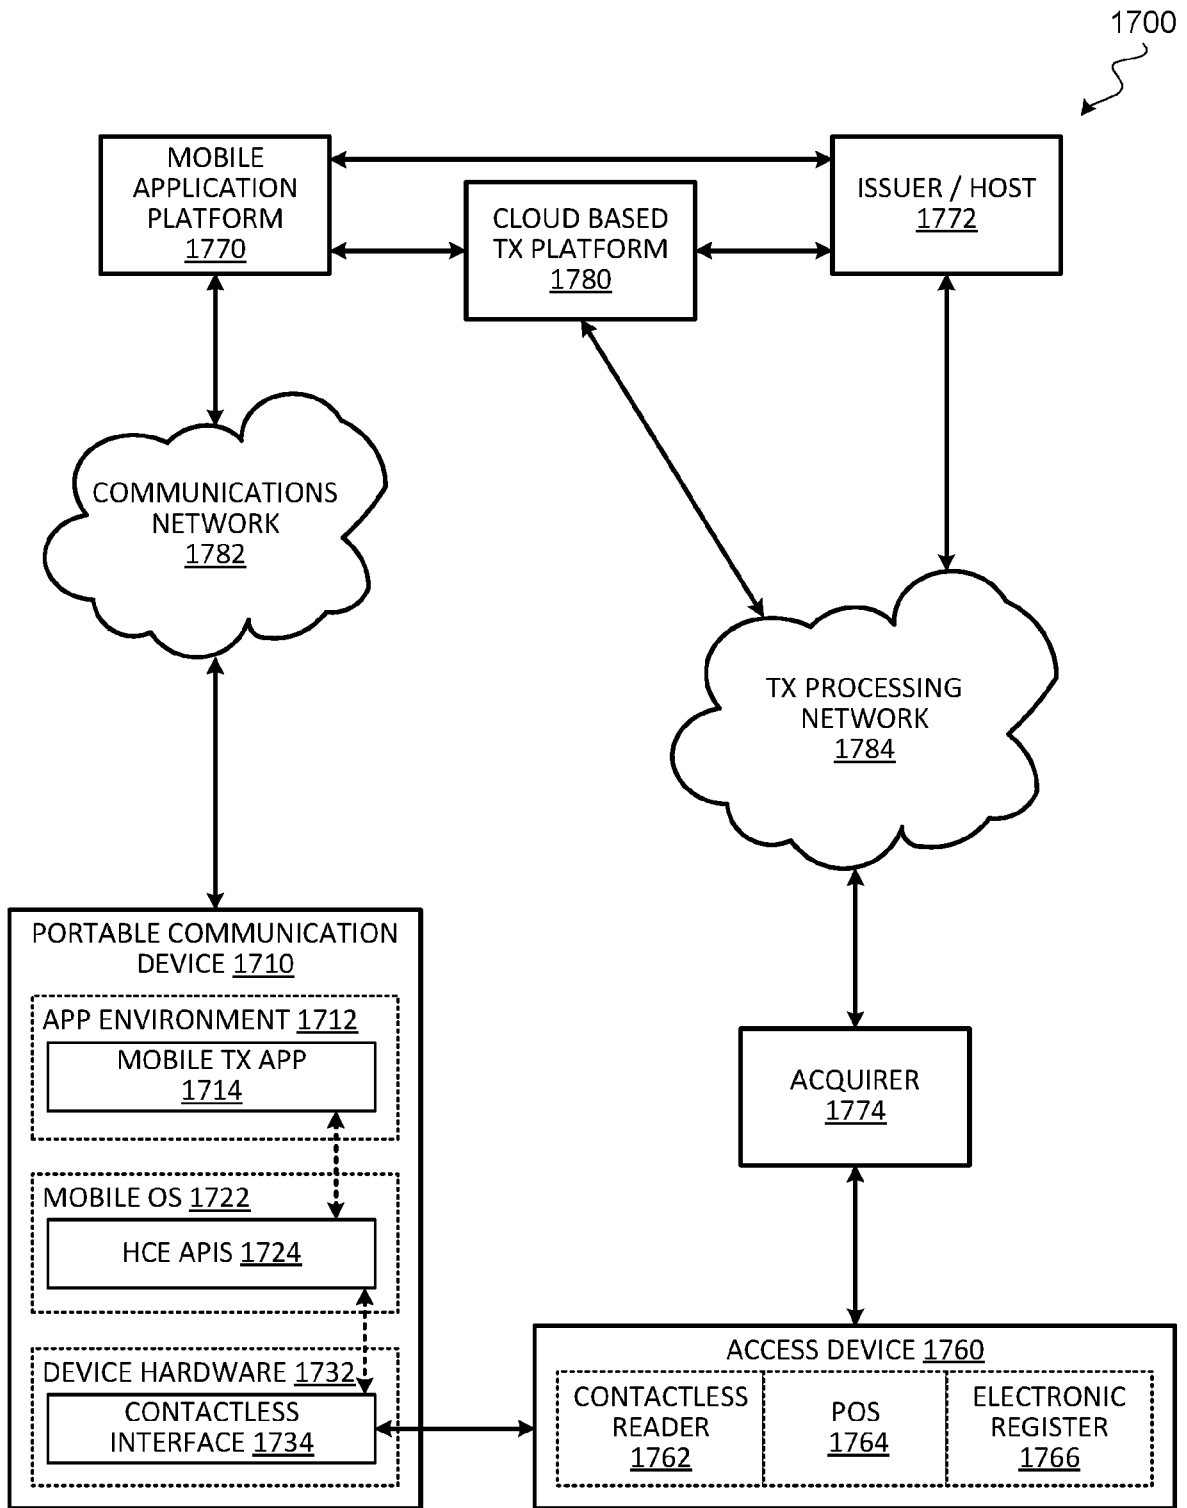 1700
MOBILE
APPLICATION
PLATFORM
1770
CLOUD BASED
TX PLATFORM
1780
ISSUER / HOST
1772
COMMUNICATIONS
NETWORK
1782
TX PROCESSING
NETWORK
1784
PORTABLE COMMUNICATION
DEVICE 1710
APP ENVIRONMENT 1712
MOBILE TX APP
1714
MOBILE OS 1722
HCE APIS 1724
DEVICE HARDWARE 1732
CONTACTLESS
INTERFACE 1734
ACQUIRER
1774
ACCESS DEVICE 1760
CONTACTLESS
READER
1762
POS
1764
ELECTRONIC
REGISTER
1766